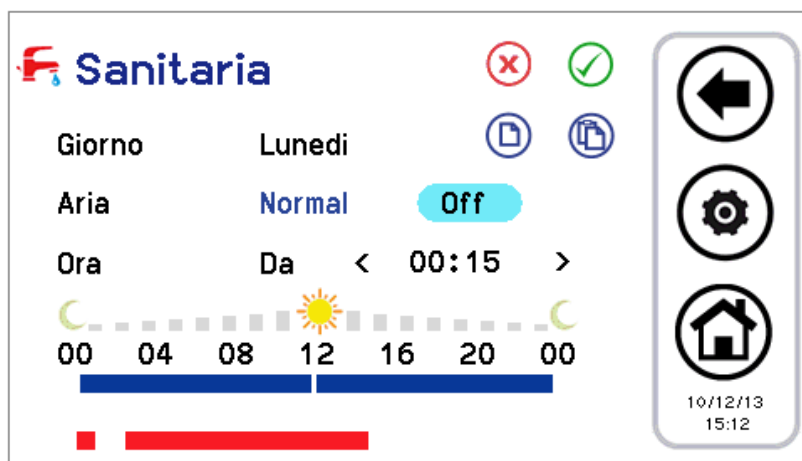 Sanitaria
Giorno Lunedi
Aria Normal Off
Ora Da < 00:15 >
00 04 08 12 16 20 00
10/12/13
15:12